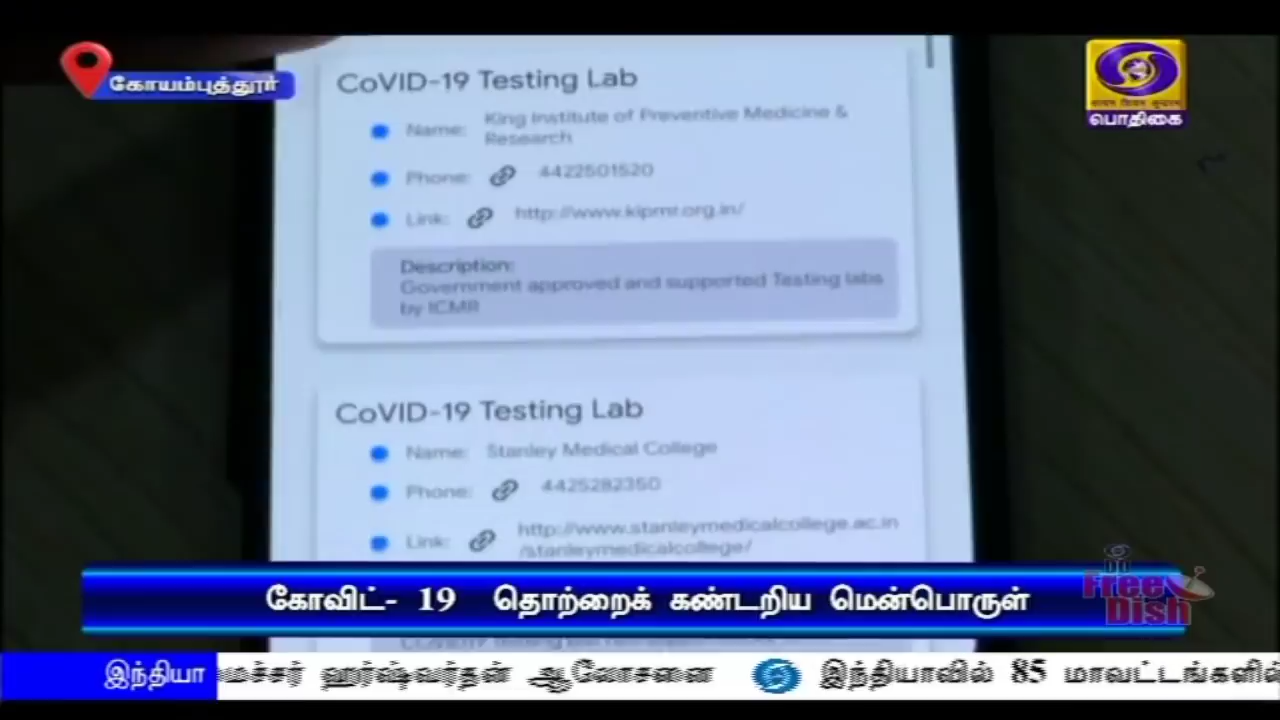 கோயம்புத்தூர்
பொதிகை
CoVID-19 Testing Lab
Name: King Institute of Preventive Medicine &
Research
Phone: 4422501520
Link: http://www.kipmr.org.in/
Description:
Government approved and supported Testing labs
by ICMR
CoVID-19 Testing Lab
Name: Stanley Medical College
Phone: 4425282350
Link: http://www.stanleymedicalcollege.ac.in
/stanleymedicalcollege/
கோவிட்- 19 தொற்றைக் கண்டறிய மென்பொருள்
DD
Free
Dish
இந்தியா மைச்சர் ஹர்ஷ்வர்தன் ஆலோசனை இந்தியாவில் 85 மாவட்டங்களில்